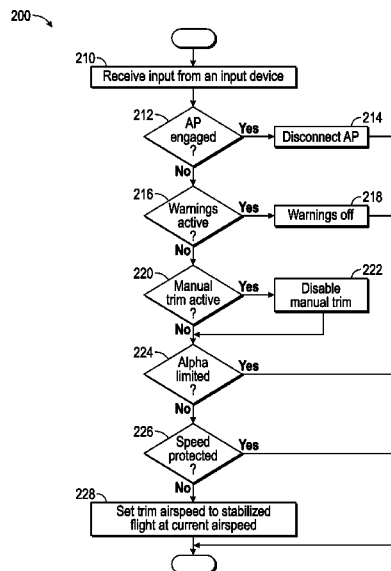 200
210
Receive input from an input device
212
AP
engaged
?
Yes
214
Disconnect AP
No
216
Warnings
active
?
Yes
218
Warnings off
No
220
Manual
trim active
?
Yes
222
Disable
manual trim
No
224
Alpha
limited
?
Yes
No
226
Speed
protected
?
Yes
No
228
Set trim airspeed to stabilized
flight at current airspeed